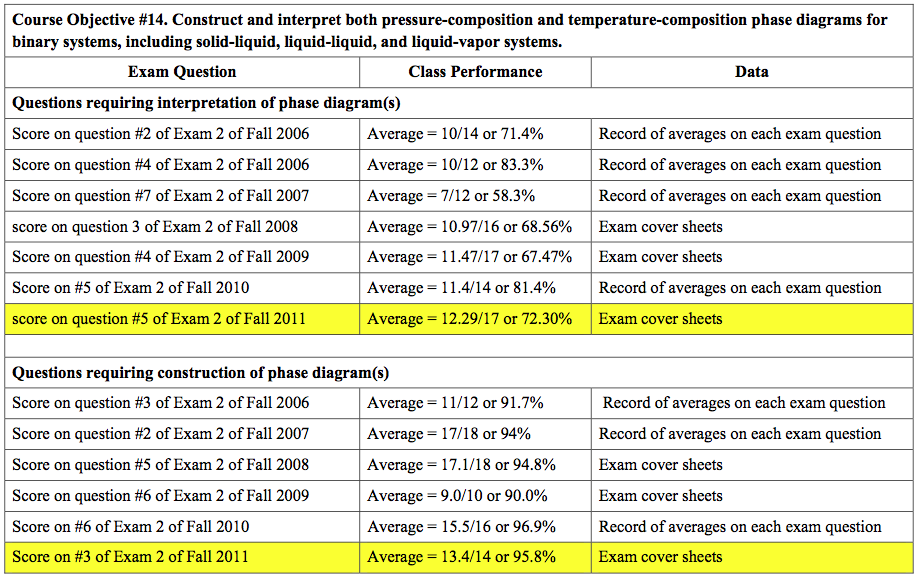 Course Objective #14. Construct and interpret both pressure-composition and temperature-composition phase diagrams for
binary systems, including solid-liquid, liquid-liquid, and liquid-vapor systems.
Exam Question Class Performance Data
Questions requiring interpretation of phase diagram(s)
Score on question #2 of Exam 2 of Fall 2006 Average = 10/14 or 71.4% Record of averages on each exam question
Score on question #4 of Exam 2 of Fall 2006 Average = 10/12 or 83.3% Record of averages on each exam question
Score on question #7 of Exam 2 of Fall 2007 Average = 7/12 or 58.3% Record of averages on each exam question
score on question 3 of Exam 2 of Fall 2008 Average = 10.97/16 or 68.56% Exam cover sheets
Score on question #4 of Exam 2 of Fall 2009 Average = 11.47/17 or 67.47% Exam cover sheets
Score on #5 of Exam 2 of Fall 2010 Average = 11.4/14 or 81.4% Record of averages on each exam question
score on question #5 of Exam 2 of Fall 2011 Average = 12.29/17 or 72.30% Exam cover sheets
Questions requiring construction of phase diagram(s)
Score on question #3 of Exam 2 of Fall 2006 Average = 11/12 or 91.7% Record of averages on each exam question
Score on question #2 of Exam 2 of Fall 2007 Average = 17/18 or 94% Record of averages on each exam question
Score on question #5 of Exam 2 of Fall 2008 Average = 17.1/18 or 94.8% Exam cover sheets
Score on question #6 of Exam 2 of Fall 2009 Average = 9.0/10 or 90.0% Exam cover sheets
Score on #6 of Exam 2 of Fall 2010 Average = 15.5/16 or 96.9% Record of averages on each exam question
Score on #3 of Exam 2 of Fall 2011 Average = 13.4/14 or 95.8% Exam cover sheets